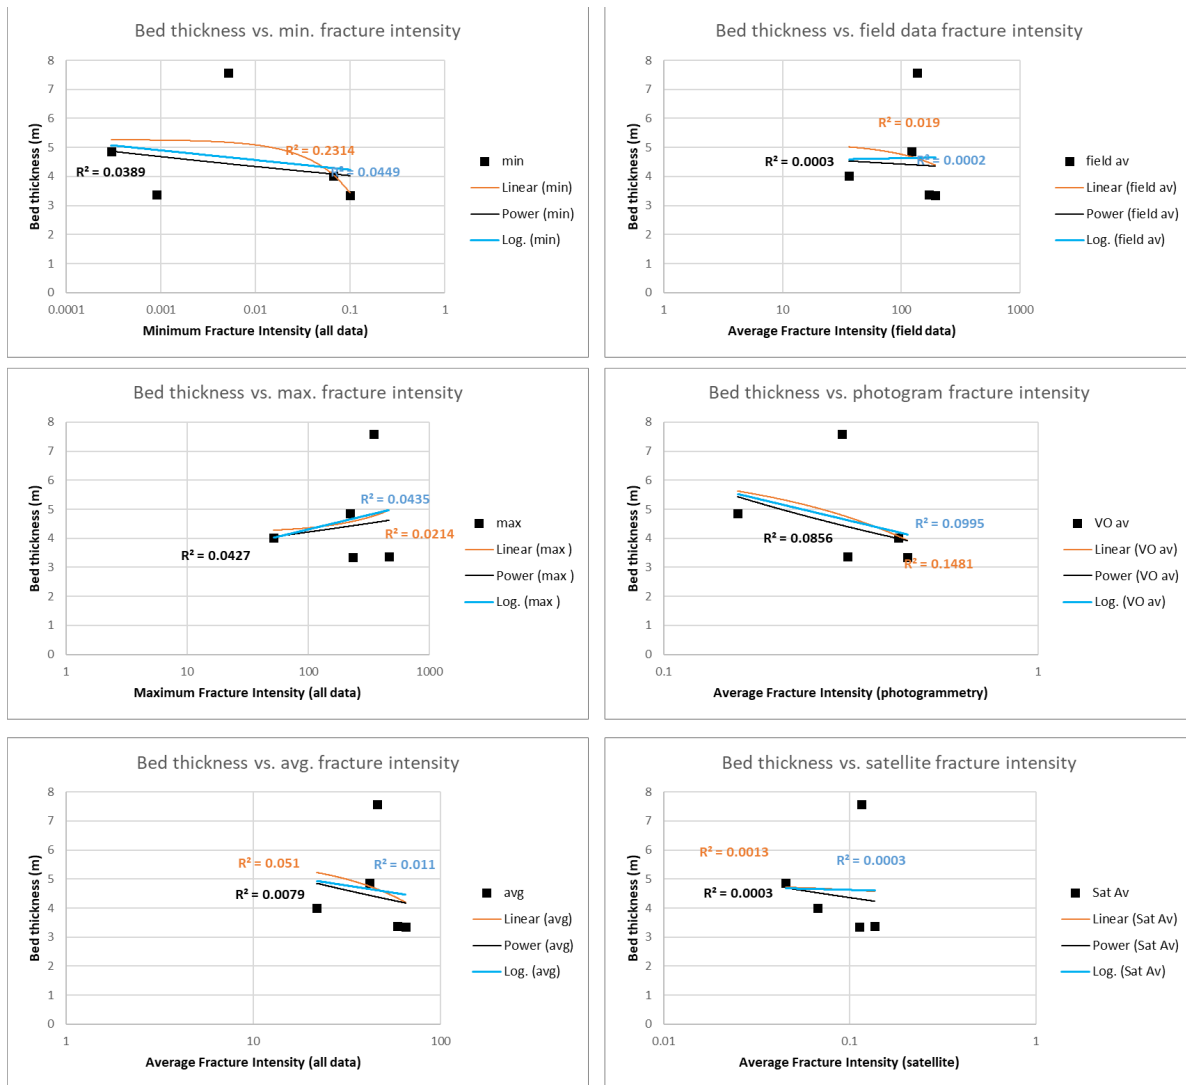 Bed thickness vs. min. fracture intensity
8
7
6
5
4
3
2
1
0
Bed thickness (m)
R² = 0.2314
R² = 0.0389
R² = 0.0449
0.0001
0.001
0.01
0.1
1
Minimum Fracture Intensity (all data)
min
Linear (min)
Power (min)
Log. (min)
Bed thickness vs. field data fracture intensity
8
7
6
5
4
3
2
1
0
Bed thickness (m)
R² = 0.019
R² = 0.0003
R² = 0.0002
1
10
100
1000
Average Fracture Intensity (field data)
field av
Linear (field av)
Power (field av)
Log. (field av)
Bed thickness vs. max. fracture intensity
8
7
6
5
4
3
2
1
0
Bed thickness (m)
R² = 0.0435
R² = 0.0214
R² = 0.0427
1
10
100
1000
Maximum Fracture Intensity (all data)
max
Linear (max )
Power (max )
Log. (max )
Bed thickness vs. photogram fracture intensity
8
7
6
5
4
3
2
1
0
Bed thickness (m)
R² = 0.0995
R² = 0.0856
R² = 0.1481
0.1
1
Average Fracture Intensity (photogrammetry)
VO av
Linear (VO av)
Power (VO av)
Log. (VO av)
Bed thickness vs. avg. fracture intensity
8
7
6
5
4
3
2
1
0
Bed thickness (m)
R² = 0.051
R² = 0.011
R² = 0.0079
1
10
100
Average Fracture Intensity (all data)
avg
Linear (avg)
Power (avg)
Log. (avg)
Bed thickness vs. satellite fracture intensity
8
7
6
5
4
3
2
1
0
Bed thickness (m)
R² = 0.0013
R² = 0.0003
R² = 0.0003
0.01
0.1
1
Average Fracture Intensity (satellite)
Sat Av
Linear (Sat Av)
Power (Sat Av)
Log. (Sat Av)